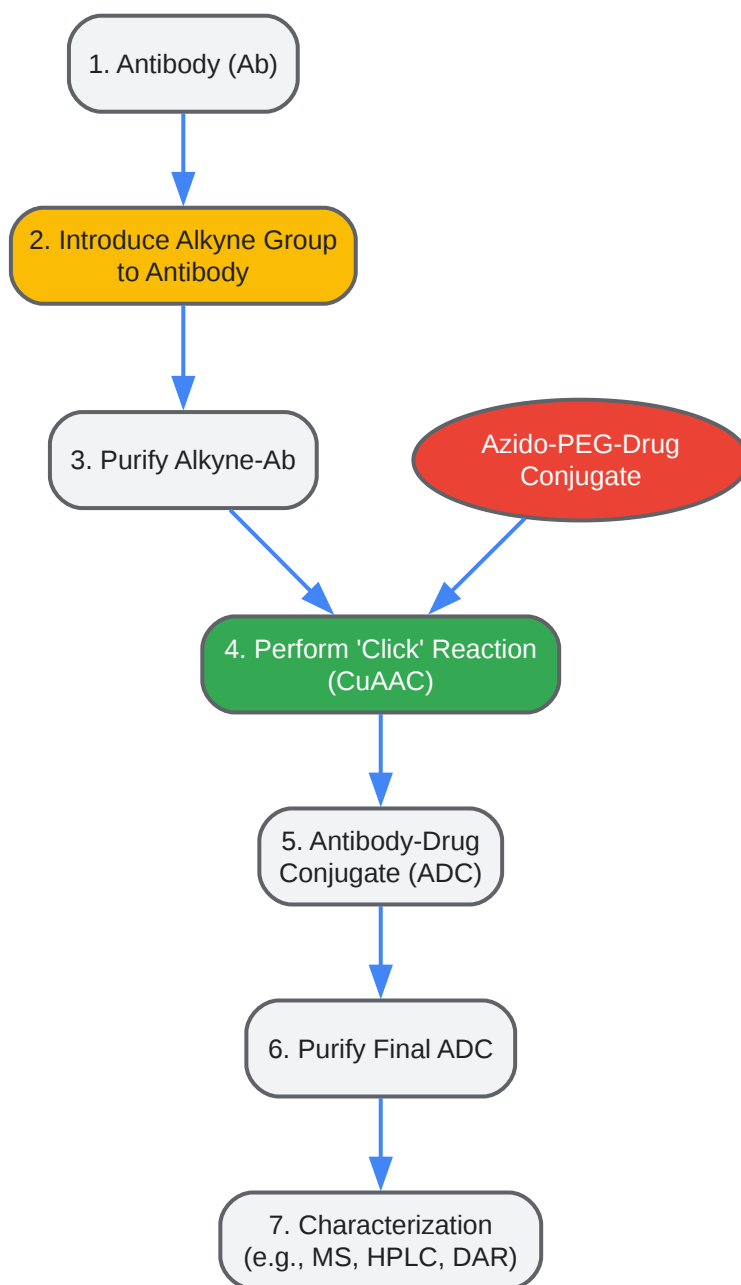 1. Antibody (Ab)
2. Introduce Alkyne Group
to Antibody
3. Purify Alkyne-Ab
Azido-PEG-Drug
Conjugate
4. Perform 'Click' Reaction
(CuAAC)
5. Antibody-Drug
Conjugate (ADC)
6. Purify Final ADC
7. Characterization
(e.g., MS, HPLC, DAR)